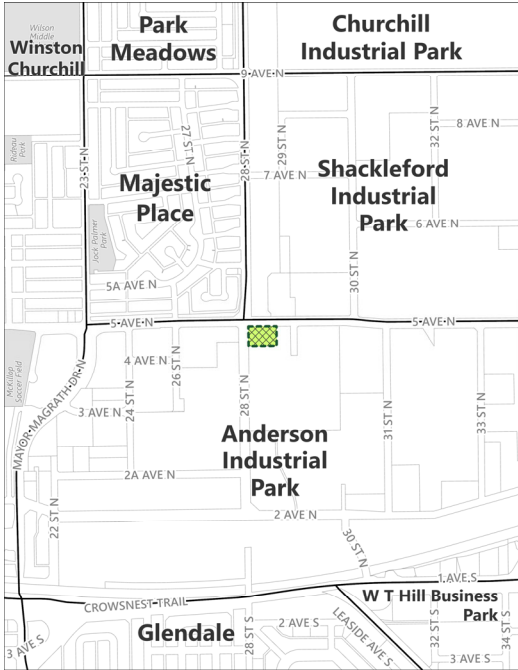 Wilson
Middle
Winston
Churchill
Park
Meadows
Churchill
Industrial Park
9 AVE N
Rideau
Park
23 ST N
27 ST N
28 ST N
29 ST N
32 ST N
8 AVE N
7 AVE N
Majestic
Place
Shackleford
Industrial
Park
6 AVE N
Jock Palmer
Park
30 ST N
5A AVE N
5 AVE N
5 AVE N
McKillop
Soccer Field
MAYOR MAGRATH DR N
4 AVE N
26 ST N
24 ST N
3 AVE N
28 ST N
31 ST N
33 ST N
Anderson
Industrial
Park
2A AVE N
2 AVE N
22 ST N
30 ST N
1 AVE S
CROWSNEST TRAIL
W T Hill Business
Park
Glendale
3 AVE S
28 ST S
2 AVE S
LEASIDE AVE S
32 ST S
34 ST S
3 AVE S